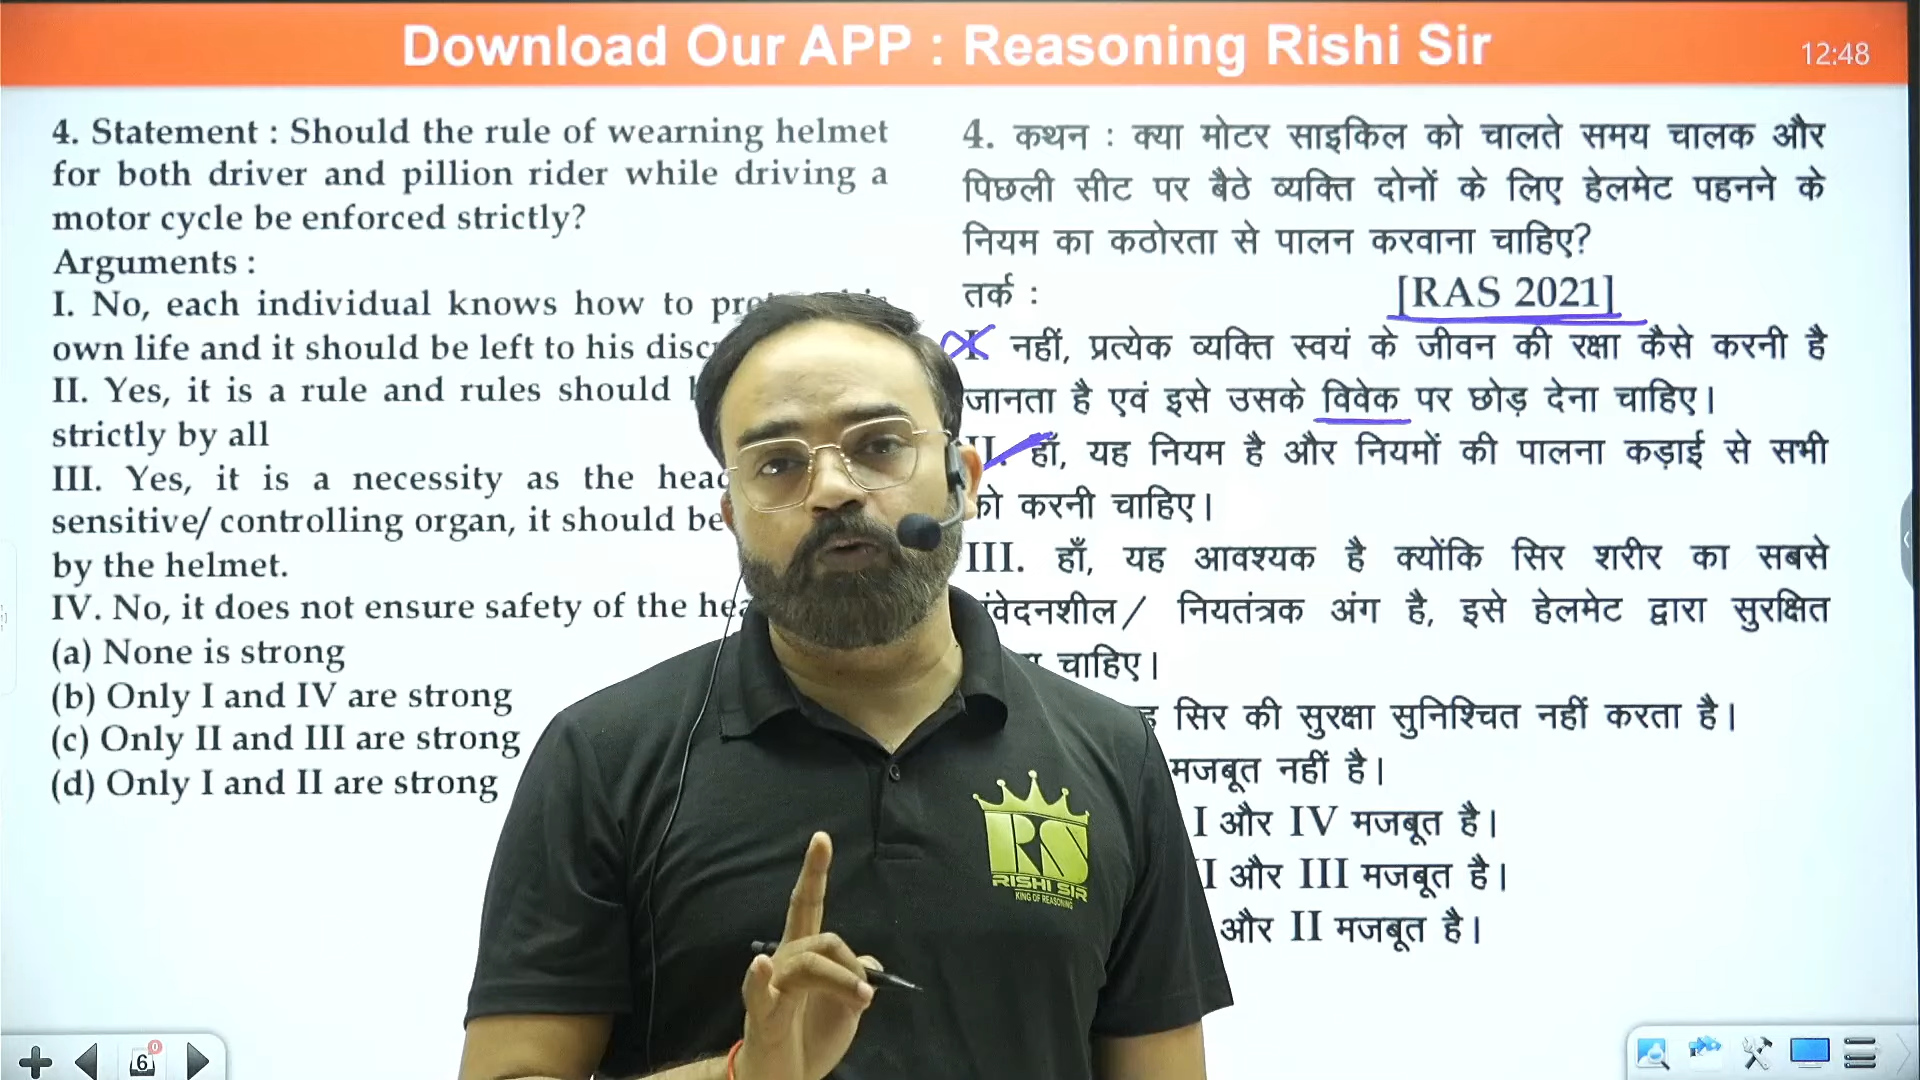 Download Our APP : Reasoning Rishi Sir
12:48
4. Statement : Should the rule of wearning helmet
for both driver and pillion rider while driving a
motor cycle be enforced strictly?
Arguments :
I. No, each individual knows how to
own life and it should be left to his
II. Yes, it is a rule and rules should
strictly by all
III. Yes, it is a necessity as the
sensitive/ controlling organ, it should be
by the helmet.
IV. No, it does not ensure safety of the
(a) None is strong
(b) Only I and IV are strong
(c) Only II and III are strong
(d) Only I and II are strong
4. कथन : क्या मोटर साइकिल को चालते समय चालक और
पिछली सीट पर बैठे व्यक्ति दोनों के लिए हेलमेट पहनने के
नियम का कठोरता से पालन करवाना चाहिए?
तर्क : [RAS 2021]
I नहीं, प्रत्येक व्यक्ति स्वयं के जीवन की रक्षा कैसे करनी है
जानता है एवं इसे उसके विवेक पर छोड़ देना चाहिए।
II. हाँ, यह नियम है और नियमों की पालना कड़ाई से सभी
को करनी चाहिए।
III. हाँ, यह आवश्यक है क्योंकि सिर शरीर का सबसे
संवेदनशील/ नियतंत्रक अंग है, इसे हेलमेट द्वारा सुरक्षित
चाहिए।
सिर की सुरक्षा सुनिश्चित नहीं करता है।
मजबूत नहीं है।
I और IV मजबूत है।
और III मजबूत है।
और II मजबूत है।
RS
RISHI SIR
KING OF REASONING
6
0